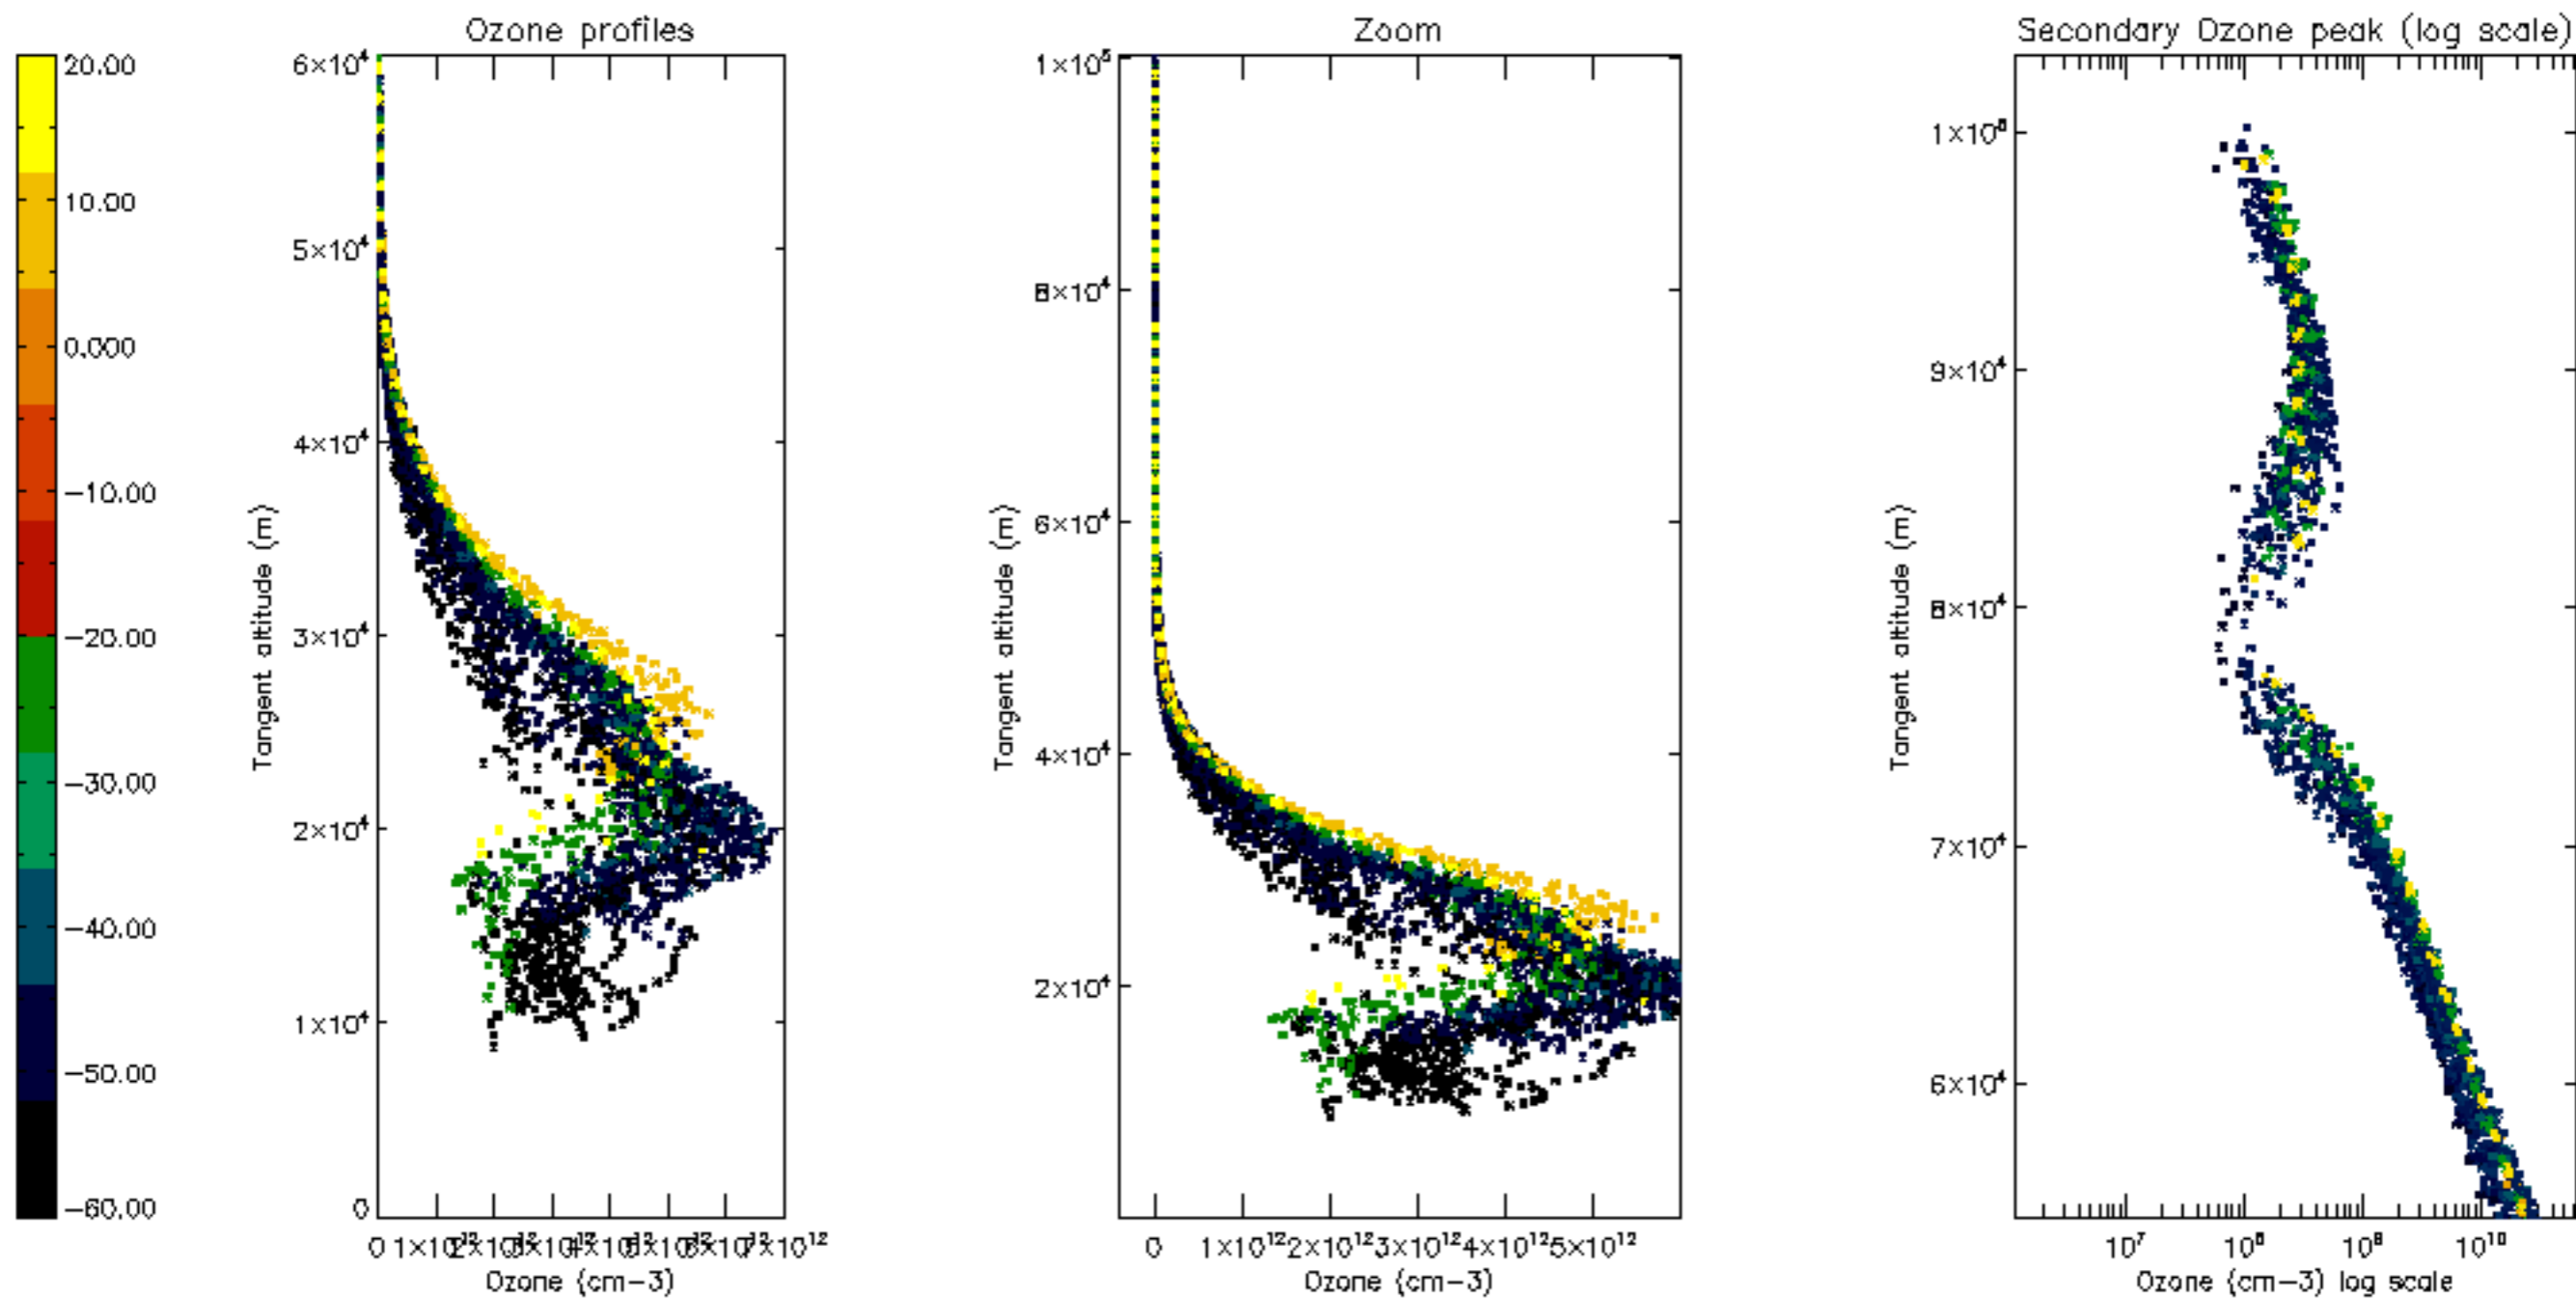 Ozone profiles
Zoom
Secondary Ozone peak (log scale)
20.00
10.00
0.000
−10.00
−20.00
−30.00
−40.00
−50.00
−60.00
Tangent altitude (m)
6×10⁴
5×10⁴
4×10⁴
3×10⁴
2×10⁴
1×10⁴
0
0 1×10¹² 7×10¹²
Ozone (cm−3)
Tangent altitude (m)
1×10⁵
8×10⁴
6×10⁴
4×10⁴
2×10⁴
0 1×10¹² 2×10¹² 3×10¹² 4×10¹² 5×10¹²
Ozone (cm−3)
Tangent altitude (m)
9×10⁴
8×10⁴
7×10⁴
6×10⁴
10⁷ 10⁸ 10⁹ 10¹⁰
Ozone (cm−3) log scale